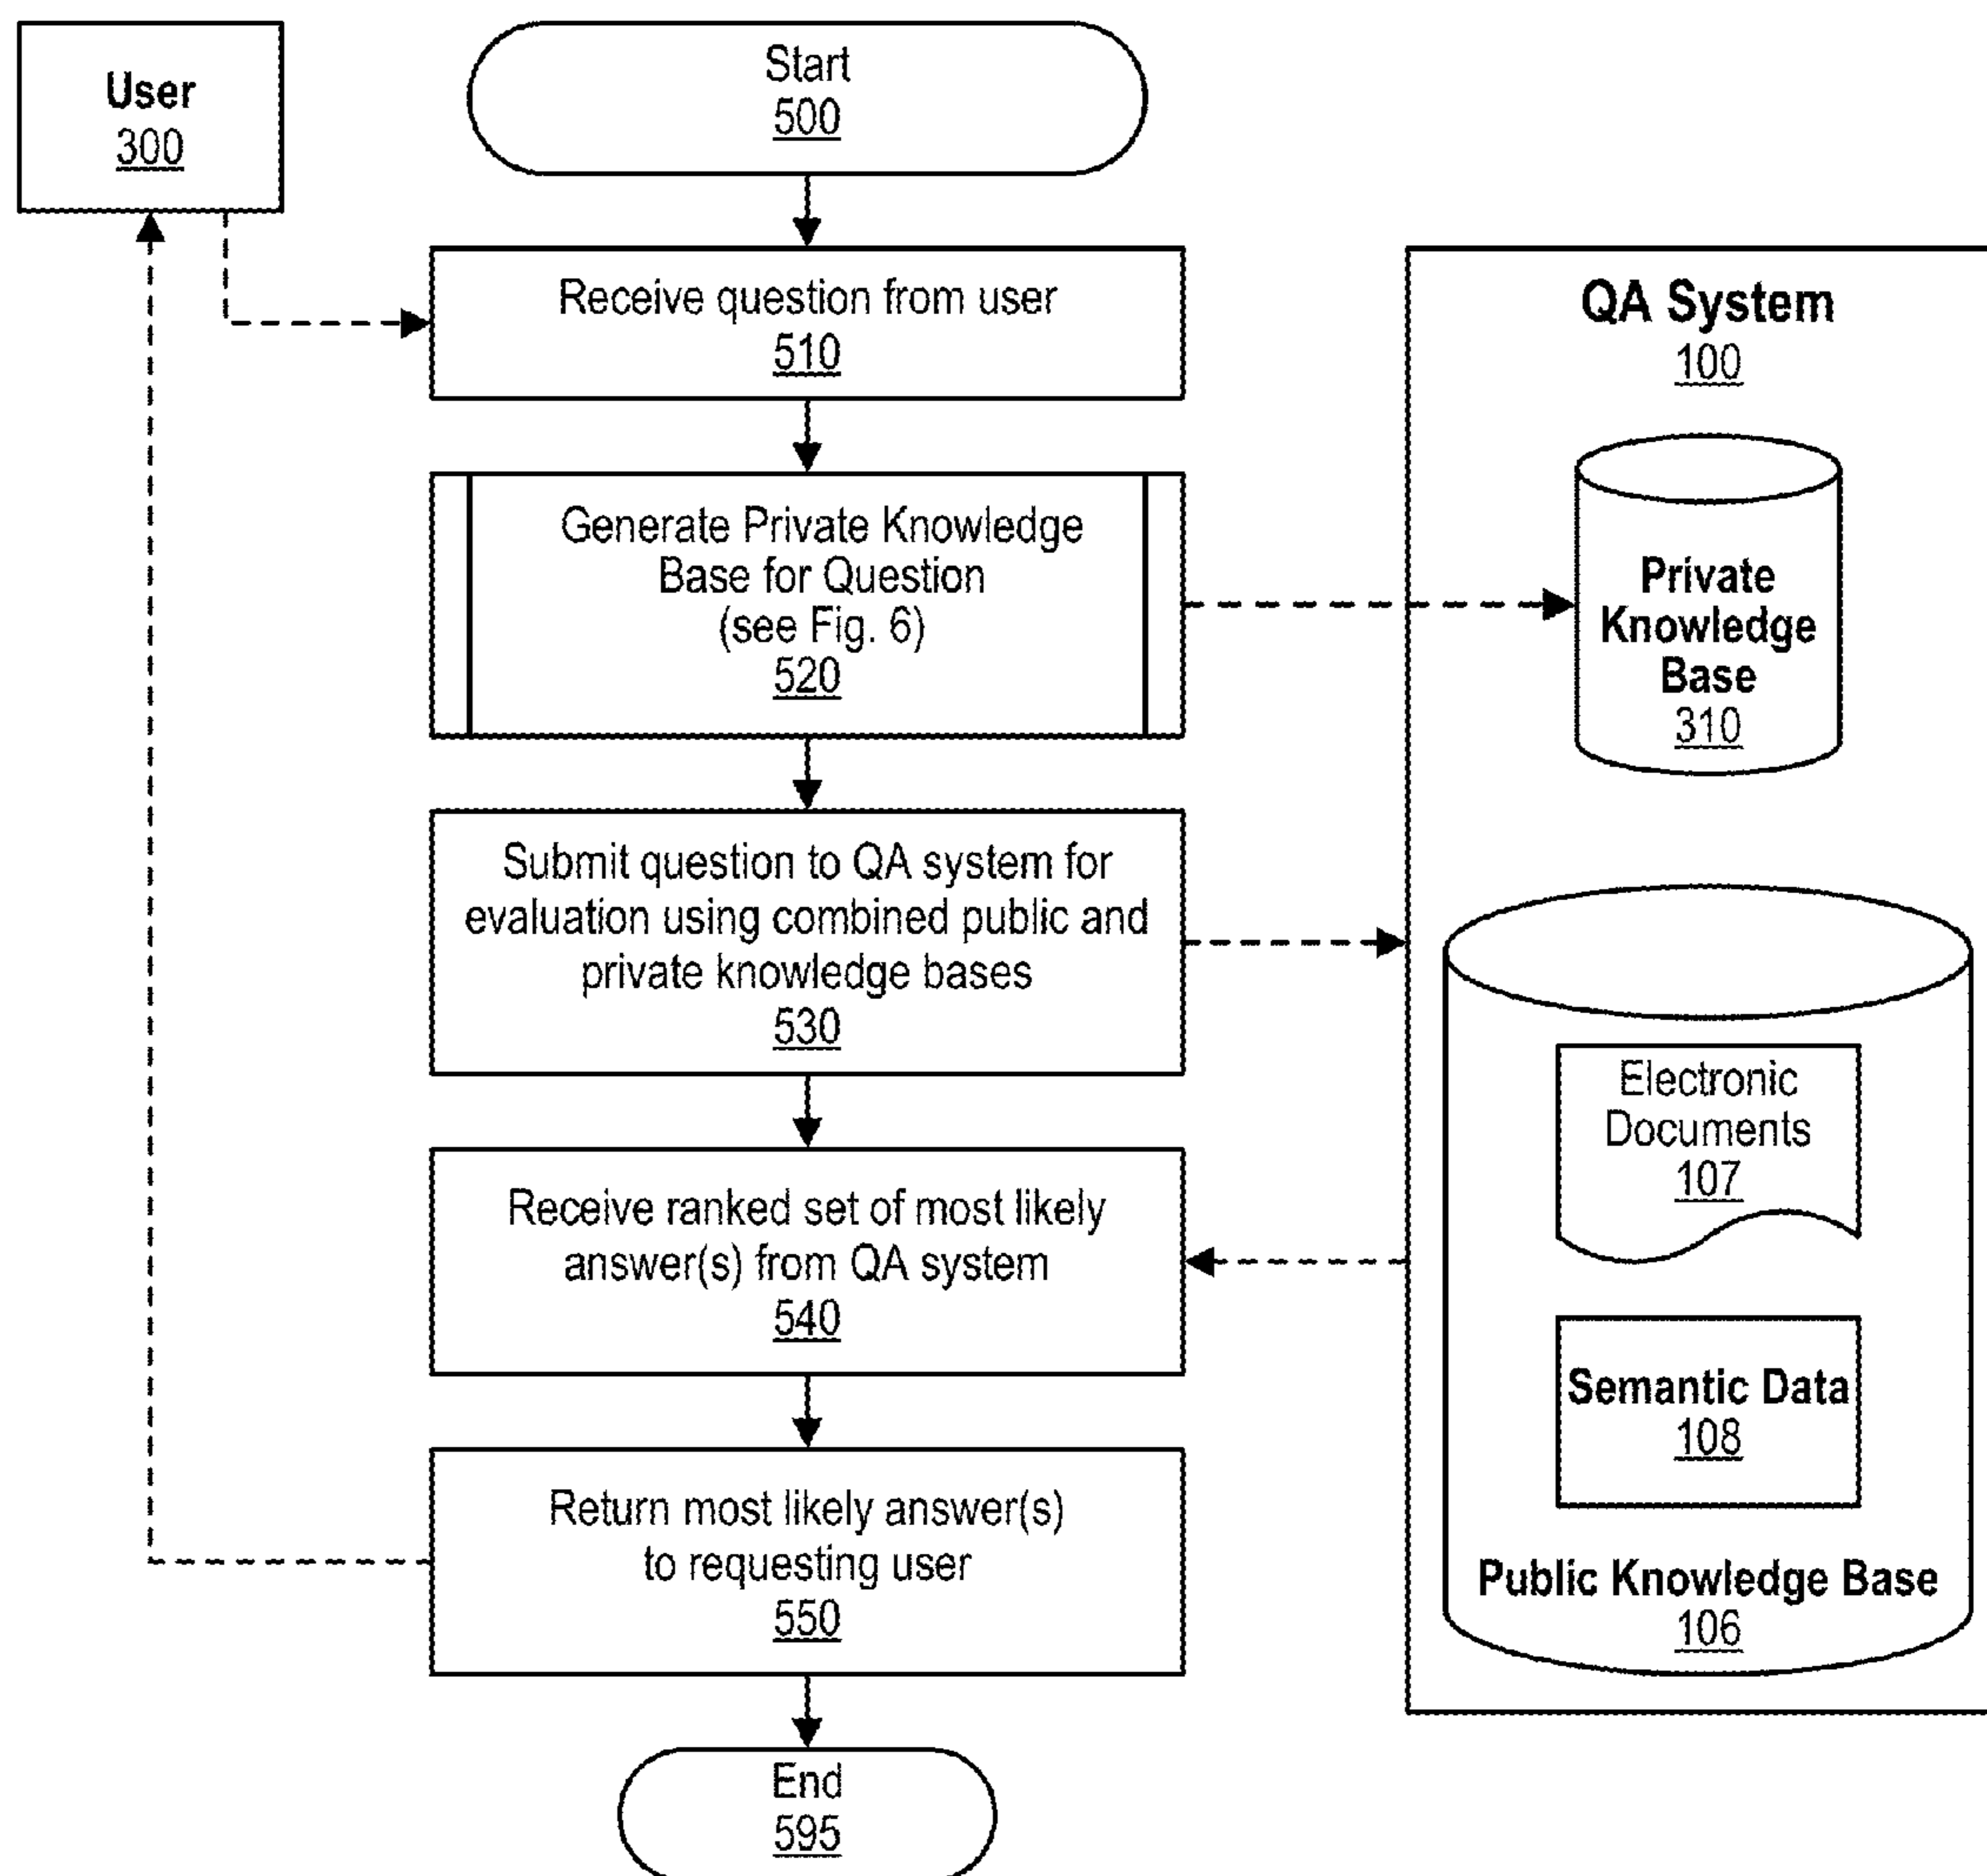 User
300
Start
500
Receive question from user
510
Generate Private Knowledge
Base for Question
(see Fig. 6)
520
Submit question to QA system for
evaluation using combined public and
private knowledge bases
530
Receive ranked set of most likely
answer(s) from QA system
540
Return most likely answer(s)
to requesting user
550
End
595
QA System
100
Private
Knowledge
Base
310
Electronic
Documents
107
Semantic Data
108
Public Knowledge Base
106